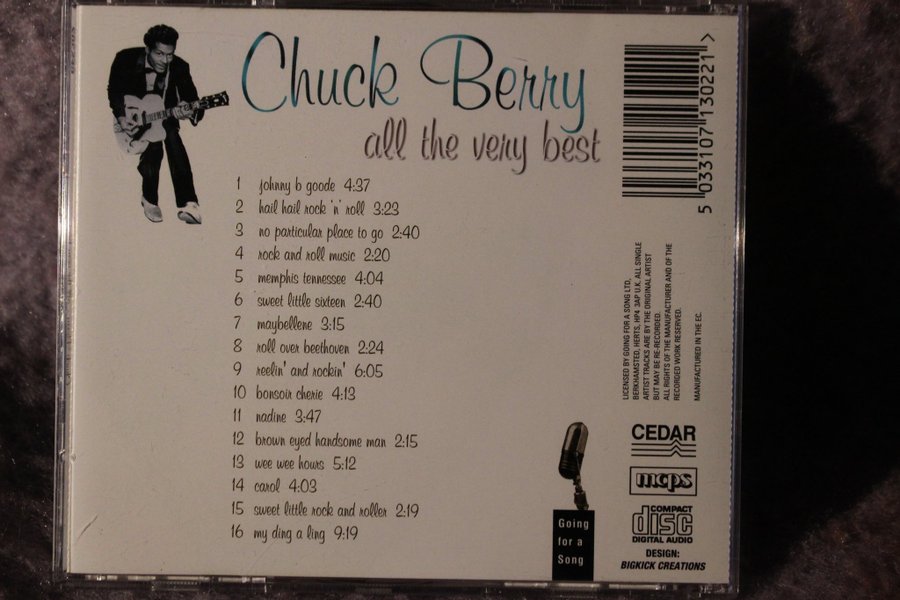 Chuck Berry
all the very best
1 johnny b goode 4:37
2 hail hail rock 'n' roll 3:23
3 no particular place to go 2:40
4 rock and roll music 2:20
5 memphis tennessee 4:04
6 sweet little sixteen 2:40
7 maybellene 3:15
8 roll over beethoven 2:24
9 reelin' and rockin' 6:05
10 bonsoir cherie 4:13
11 nadine 3:47
12 brown eyed handsome man 2:15
13 wee wee hours 5:12
14 carol 4:03
15 sweet little rock and roller 2:19
16 my ding a ling 9:19
Going
for a
Song
5 033107 130221 >
LICENSED BY GOING FOR A SONG LTD,
BERKHAMSTED, HERTS, HP4 3AP U.K. ALL SINGLE
ARTIST TRACKS ARE BY THE ORIGINAL ARTIST
BUT MAY BE RE-RECORDED.
ALL RIGHTS OF THE MANUFACTURER AND OF THE
RECORDED WORK RESERVED.
MANUFACTURED IN THE EC.
CEDAR
mcps
COMPACT
disc
DIGITAL AUDIO
DESIGN:
BIGKICK CREATIONS